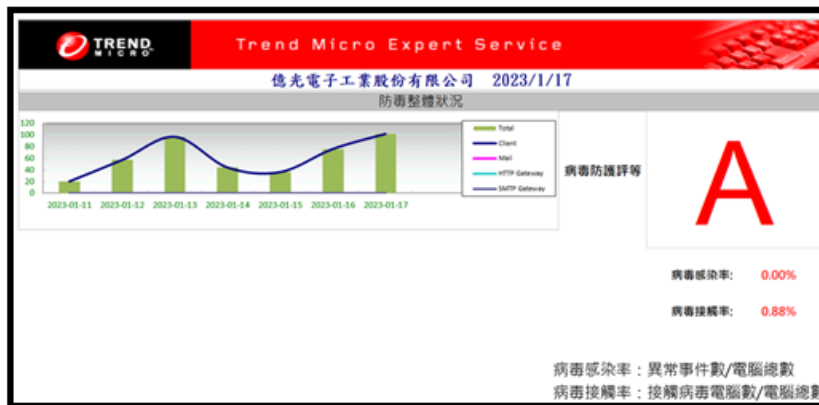 TREND MICRO
Trend Micro Expert Service
億光電子工業股份有限公司 2023/1/17
防毒整體狀況
120
100
80
60
40
20
0
2023-01-11 2023-01-12 2023-01-13 2023-01-14 2023-01-15 2023-01-16 2023-01-17
Total
Client
Mail
HTTP Gateway
SMTP Gateway
病毒防護評等
A
病毒感染率: 0.00%
病毒接觸率: 0.88%
病毒感染率：異常事件數/電腦總數
病毒接觸率：接觸病毒電腦數/電腦總數